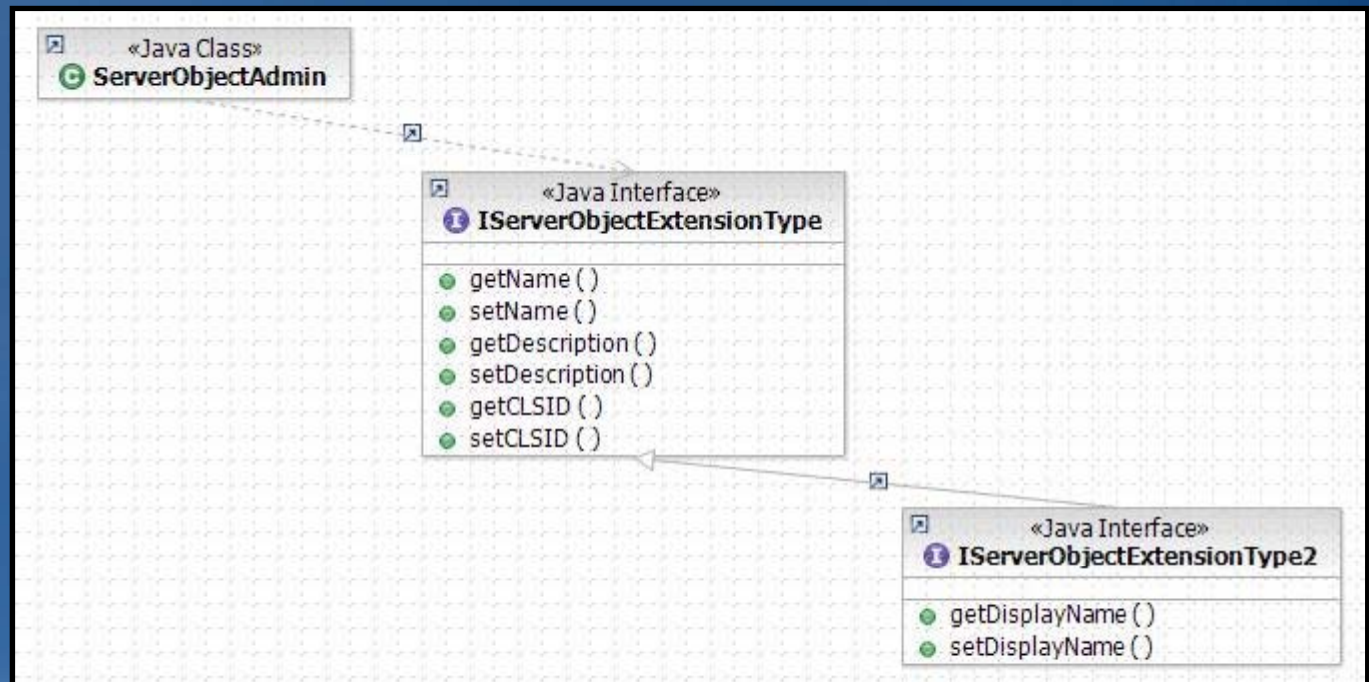 «Java Class»
ServerObjectAdmin
«Java Interface»
IServerObjectExtensionType
getName ( )
setName ( )
getDescription ( )
setDescription ( )
getCLSID ( )
setCLSID ( )
«Java Interface»
IServerObjectExtensionType2
getDisplayName ( )
setDisplayName ( )